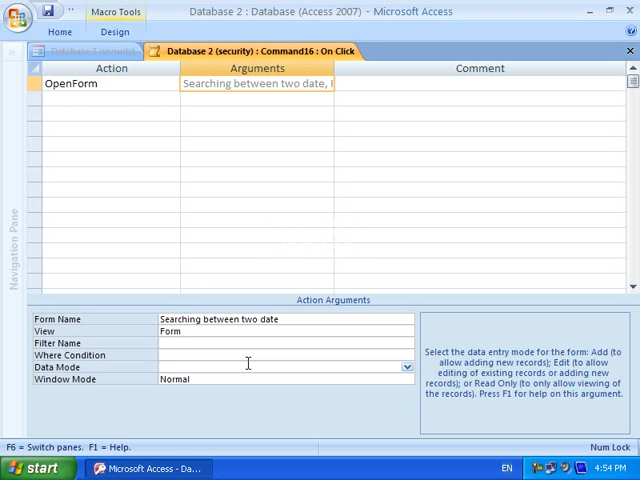 Database 2 : Database (Access 2007) - Microsoft Access
Macro Tools
Home
Design
Database 2 (security)
Database 2 (security) : Command16 : On Click
Action
Arguments
Comment
OpenForm
Searching between two date, F
Navigation Pane
Action Arguments
Form Name
Searching between two date
View
Form
Filter Name
Where Condition
Data Mode
Window Mode
Normal
Select the data entry mode for the form: Add (to
allow adding new records); Edit (to allow
editing of existing records or adding new
records); or Read Only (to only allow viewing of
the records). Press F1 for help on this argument.
F6 = Switch panes. F1 = Help.
Num Lock
start
Microsoft Access - Da...
EN
4:54 PM